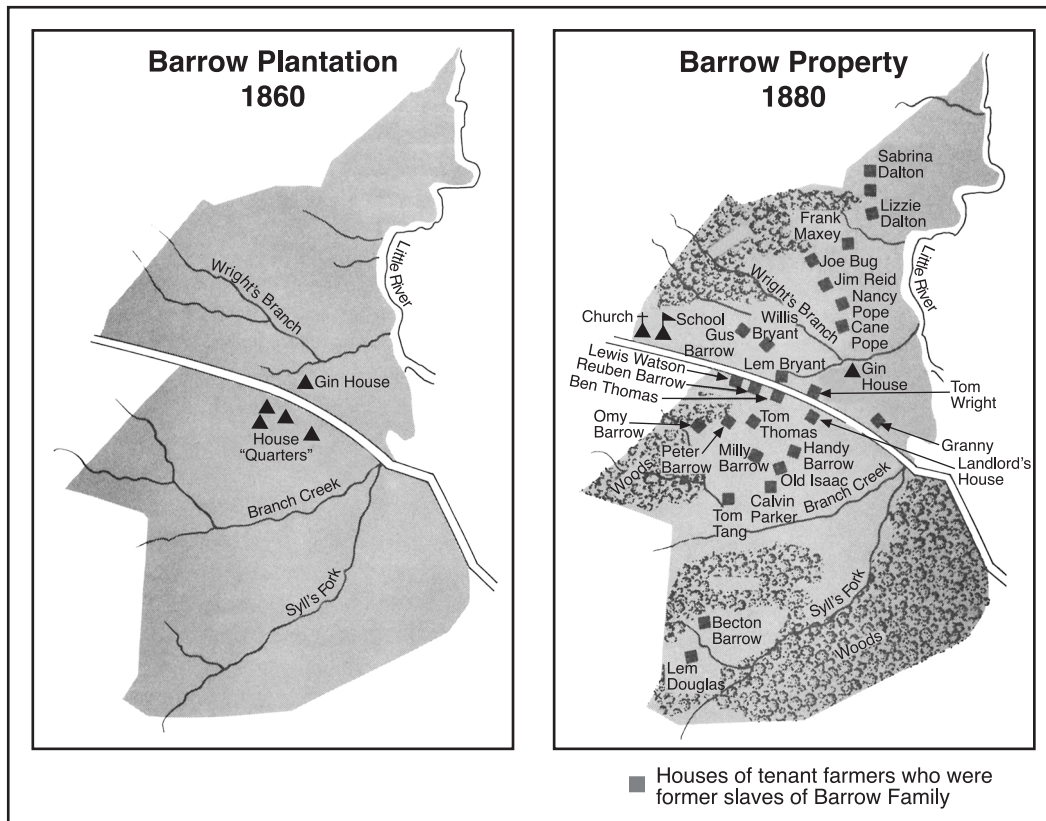 Barrow Plantation
1860
Little River
Wright's Branch
Gin House
House
"Quarters"
Branch Creek
Syll's Fork
Barrow Property
1880
Sabrina
Dalton
Lizzie
Dalton
Frank
Maxey
Joe Bug
Jim Reid
Nancy
Pope
Cane
Pope
Little River
Wright's Branch
Church
School
Gus
Barrow
Willis
Bryant
Lem Bryant
Lewis Watson
Reuben Barrow
Ben Thomas
Gin
House
Tom
Wright
Omy
Barrow
Peter
Barrow
Tom
Thomas
Granny
Landlord's
House
Woods
Milly
Barrow
Handy
Barrow
Old Isaac
Calvin
Parker
Tom
Tang
Branch Creek
Syll's Fork
Becton
Barrow
Woods
Lem
Douglas
Houses of tenant farmers who were
former slaves of Barrow Family